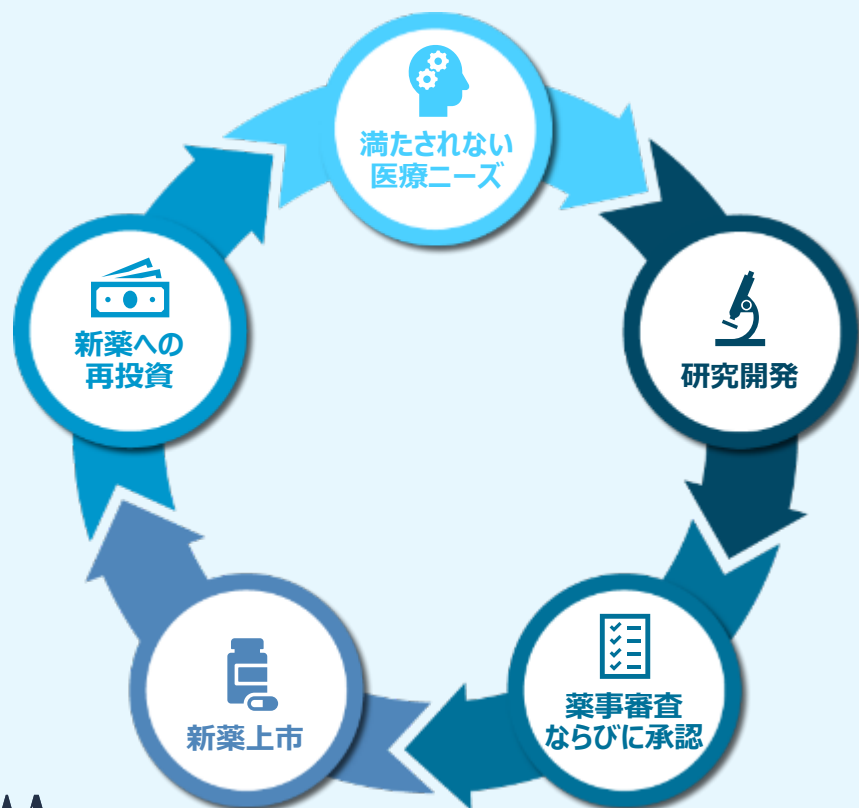 満たされない
医療ニーズ
研究開発
薬事審査
ならびに承認
新薬上市
新薬への
再投資